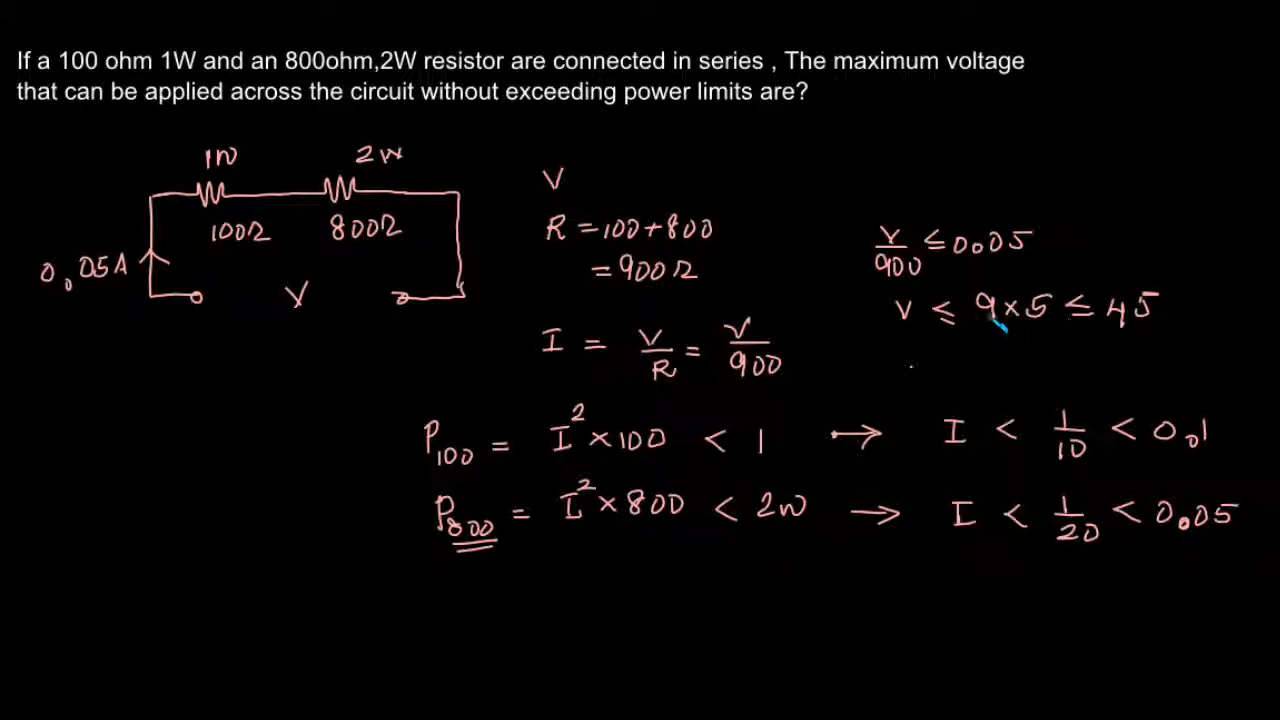 If a 100 ohm 1W and an 800ohm,2W resistor are connected in series , The maximum voltage
that can be applied across the circuit without exceeding power limits are?
1W 2W
100Ω 800Ω
0.05A V
V
R = 100 + 800
= 900Ω
I = V/R = V/900
V/900 ≤ 0.05
V ≤ 9×5 ≤ 45
P100 = I² × 100 < 1 → I < 1/10 < 0.1
P800 = I² × 800 < 2W → I < 1/20 < 0.05